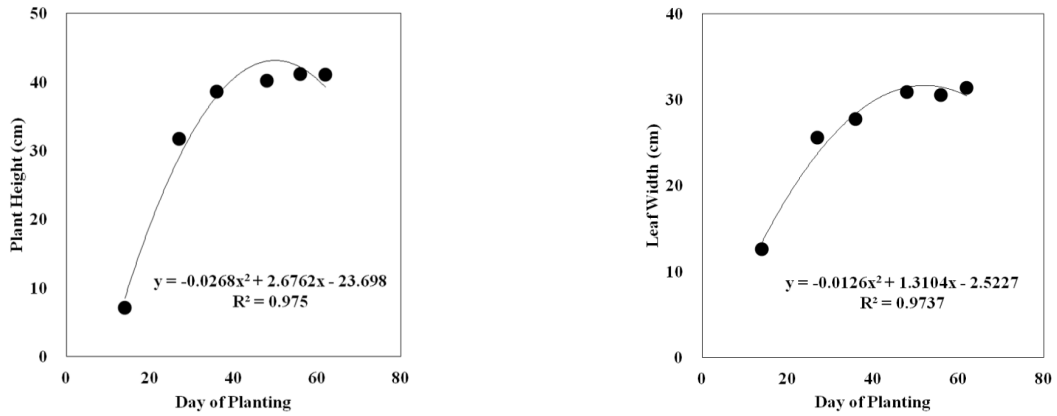 50
40
30
20
10
0
Plant Height (cm)
y = -0.0268x² + 2.6762x - 23.698
R² = 0.975
0 20 40 60 80
Day of Planting
40
30
20
10
0
Leaf Width (cm)
y = -0.0126x² + 1.3104x - 2.5227
R² = 0.9737
0 20 40 60 80
Day of Planting